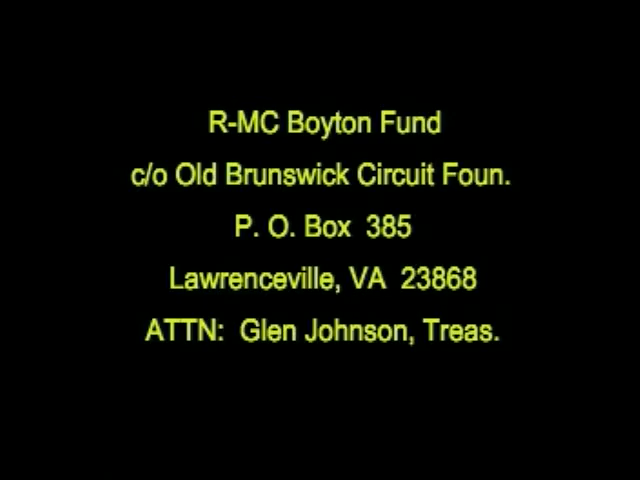 R-MC Boyton Fund
c/o Old Brunswick Circuit Foun.
P. O. Box  385
Lawrenceville, VA  23868
ATTN:  Glen Johnson, Treas.